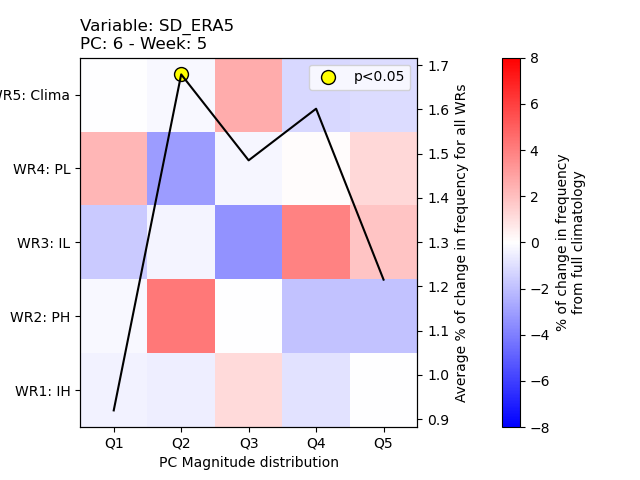 Variable: SD_ERA5
PC: 6 - Week: 5
p<0.05
WR5: Clima
WR4: PL
WR3: IL
WR2: PH
WR1: IH
Q1 Q2 Q3 Q4 Q5
PC Magnitude distribution
1.7
1.6
1.5
1.4
1.3
1.2
1.1
1.0
0.9
Average % of change in frequency for all WRs
8
6
4
2
0
−2
−4
−6
−8
% of change in frequency
from full climatology